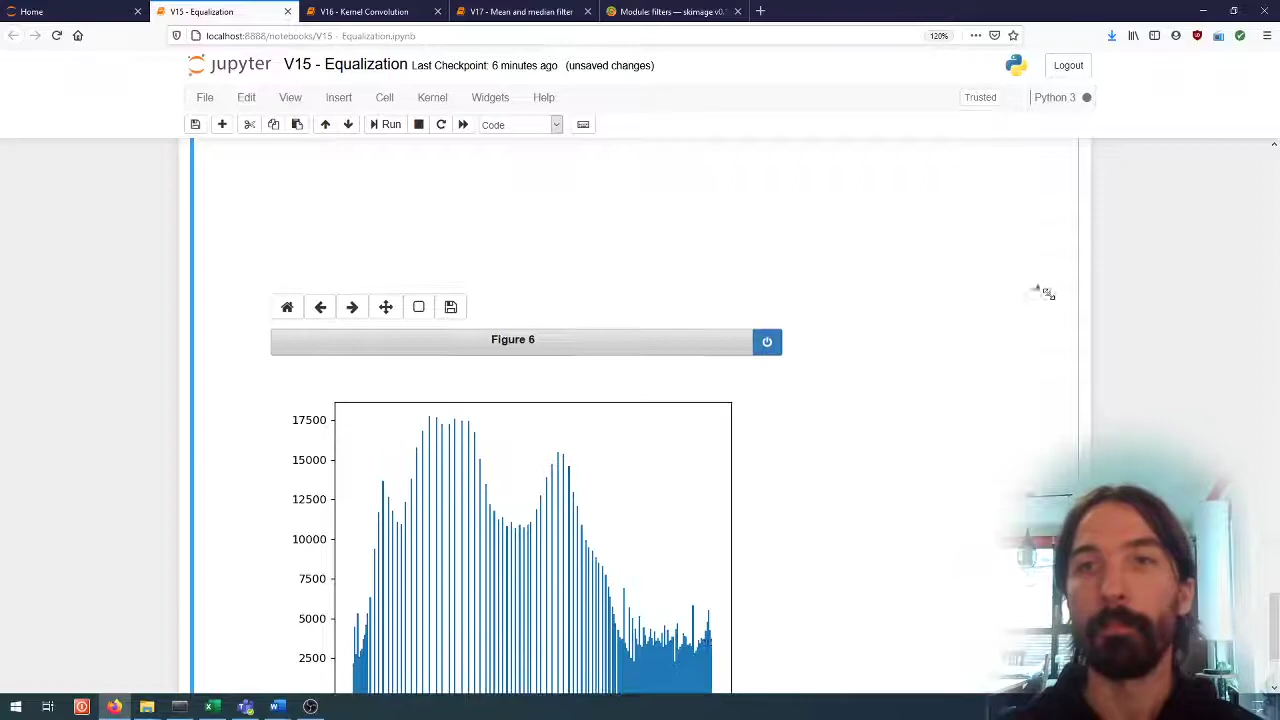 Home
V15 - Equalization
V16 - Kernel Convolution
V17 - Mean and median filter
Module: filters — skimage v0.
localhost:8888/notebooks/V15 - Equalization.ipynb
120%
jupyter V15 - Equalization Last Checkpoint: 6 minutes ago (unsaved changes)
Logout
File Edit View Insert Cell Kernel Widgets Help
Trusted
Python 3
Run
Code
Figure 6
17500
15000
12500
10000
7500
5000
2500